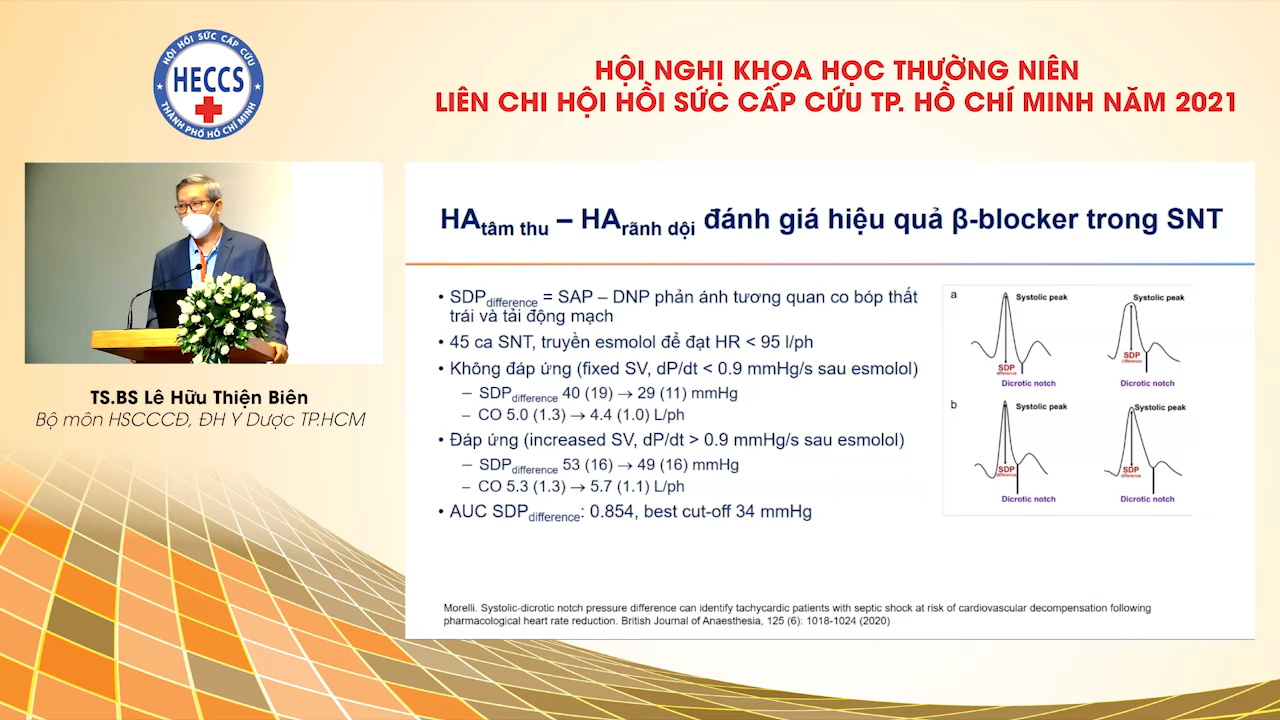 HỘI HỒI SỨC CẤP CỨU
HECCS
THÀNH PHỐ HỒ CHÍ MINH
HỘI NGHỊ KHOA HỌC THƯỜNG NIÊN
LIÊN CHI HỘI HỒI SỨC CẤP CỨU TP. HỒ CHÍ MINH NĂM 2021
TS.BS Lê Hữu Thiện Biên
Bộ môn HSCCCĐ, ĐH Y Dược TP.HCM
HAtâm thu – HArãnh dội đánh giá hiệu quả β-blocker trong SNT
• SDPdifference = SAP – DNP phản ánh tương quan co bóp thất
trái và tải động mạch
• 45 ca SNT, truyền esmolol để đạt HR < 95 l/ph
• Không đáp ứng (fixed SV, dP/dt < 0.9 mmHg/s sau esmolol)
– SDPdifference 40 (19) → 29 (11) mmHg
– CO 5.0 (1.3) → 4.4 (1.0) L/ph
• Đáp ứng (increased SV, dP/dt > 0.9 mmHg/s sau esmolol)
– SDPdifference 53 (16) → 49 (16) mmHg
– CO 5.3 (1.3) → 5.7 (1.1) L/ph
• AUC SDPdifference: 0.854, best cut-off 34 mmHg
a
Systolic peak
Systolic peak
SDP
difference
SDP
difference
Dicrotic notch
Dicrotic notch
b
Systolic peak
Systolic peak
SDP
difference
SDP
difference
Dicrotic notch
Dicrotic notch
Morelli. Systolic-dicrotic notch pressure difference can identify tachycardic patients with septic shock at risk of cardiovascular decompensation following
pharmacological heart rate reduction. British Journal of Anaesthesia, 125 (6): 1018-1024 (2020)